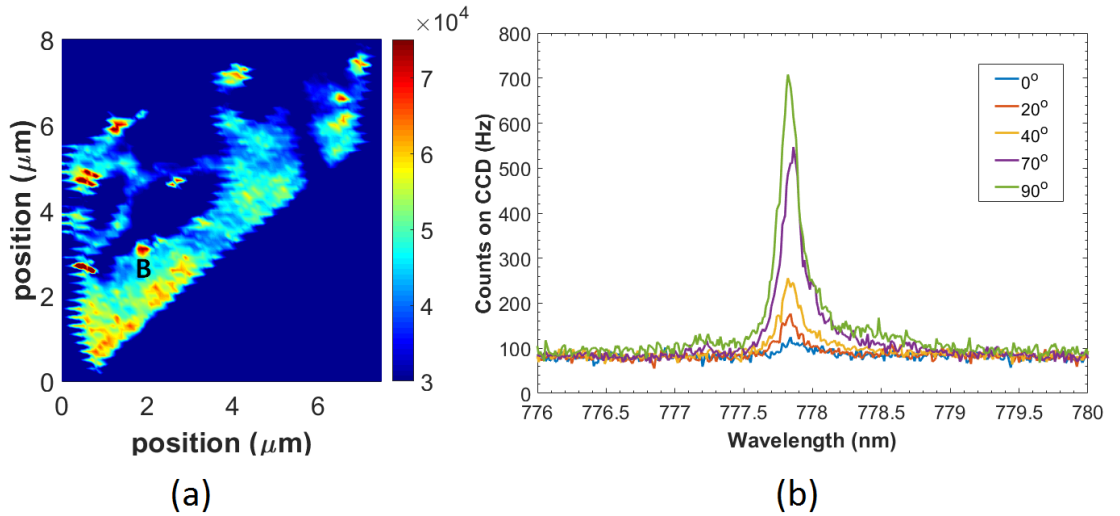 ×10⁴
8
6
4
2
0
0 2 4 6
position (μm)
position (μm)
B
7
6
5
4
3
(a)
800
700
600
500
400
300
200
100
0
776 776.5 777 777.5 778 778.5 779 779.5 780
Counts on CCD (Hz)
Wavelength (nm)
0°
20°
40°
70°
90°
(b)